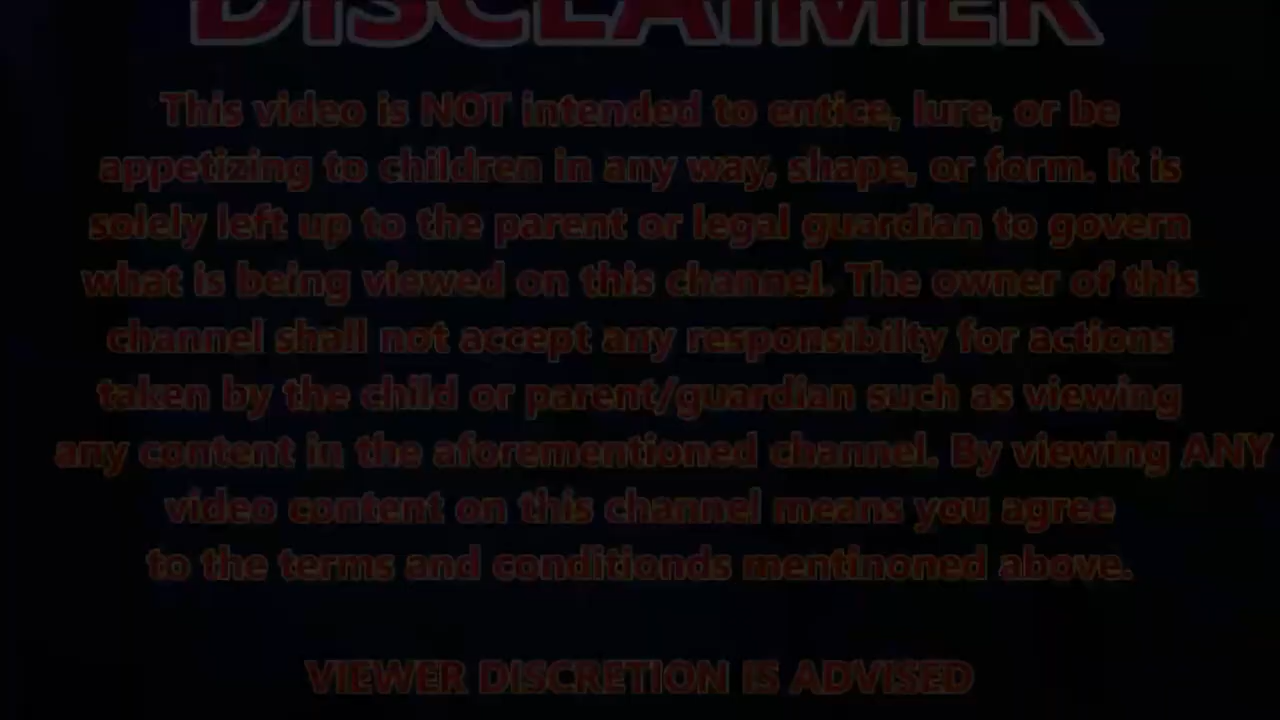 DISCLAIMER
This video is NOT intended to entice, lure, or be
appetizing to children in any way, shape, or form. It is
solely left up to the parent or legal guardian to govern
what is being viewed on this channel. The owner of this
channel shall not accept any responsibilty for actions
taken by the child or parent/guardian such as viewing
any content in the aforementioned channel. By viewing ANY
video content on this channel means you agree
to the terms and conditionds mentinoned above.
VIEWER DISCRETION IS ADVISED